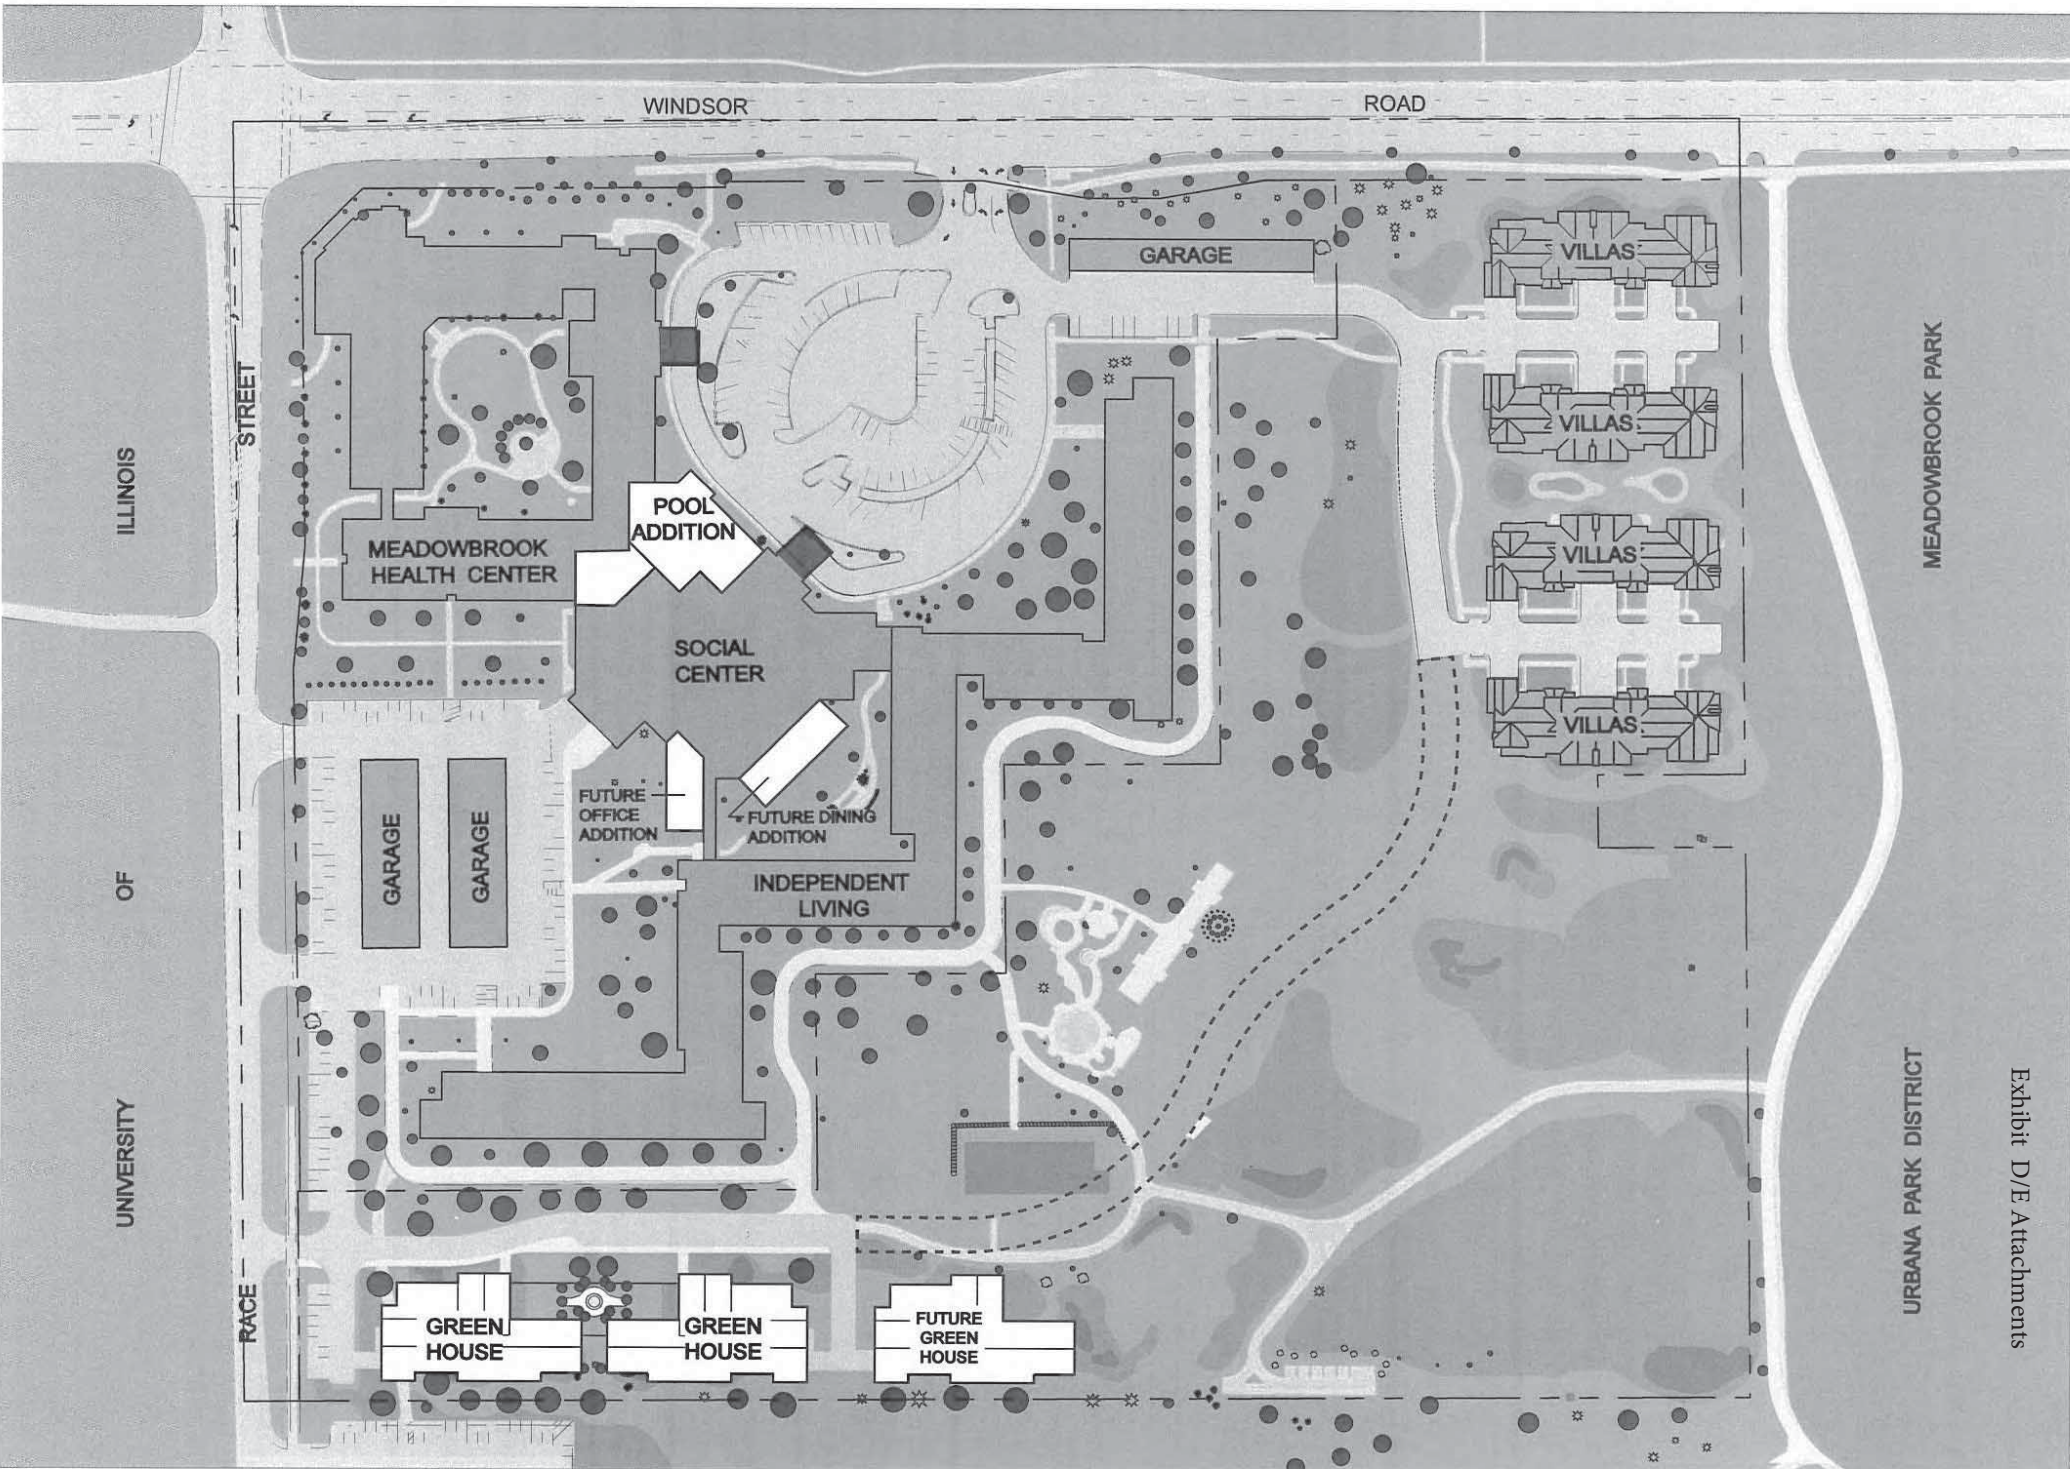 WINDSOR ROAD
GARAGE
VILLAS
VILLAS
VILLAS
VILLAS
STREET
ILLINOIS
MEADOWBROOK PARK
POOL
ADDITION
MEADOWBROOK
HEALTH CENTER
SOCIAL
CENTER
FUTURE
OFFICE
ADDITION
FUTURE DINING
ADDITION
GARAGE
GARAGE
INDEPENDENT
LIVING
OF
UNIVERSITY
RACE
URBANA PARK DISTRICT
Exhibit D/E Attachments
GREEN
HOUSE
GREEN
HOUSE
FUTURE
GREEN
HOUSE